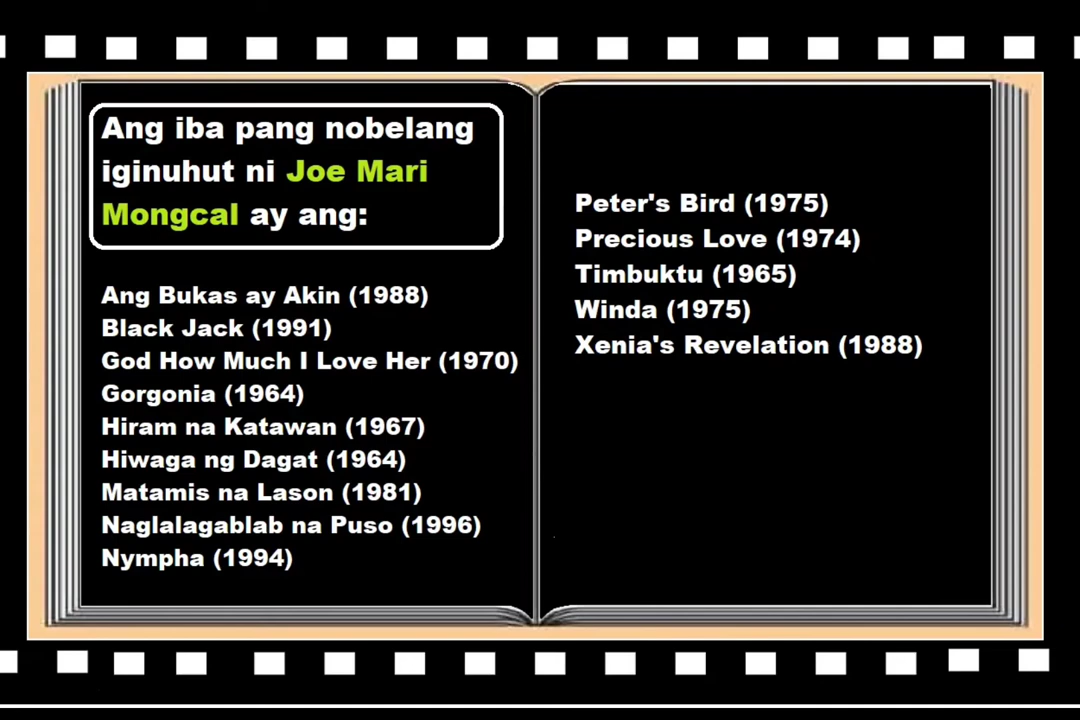 Ang iba pang nobelang
iginuhut ni Joe Mari
Mongcal ay ang:
Ang Bukas ay Akin (1988)
Black Jack (1991)
God How Much I Love Her (1970)
Gorgonia (1964)
Hiram na Katawan (1967)
Hiwaga ng Dagat (1964)
Matamis na Lason (1981)
Naglalagablab na Puso (1996)
Nympha (1994)
Peter's Bird (1975)
Precious Love (1974)
Timbuktu (1965)
Winda (1975)
Xenia's Revelation (1988)